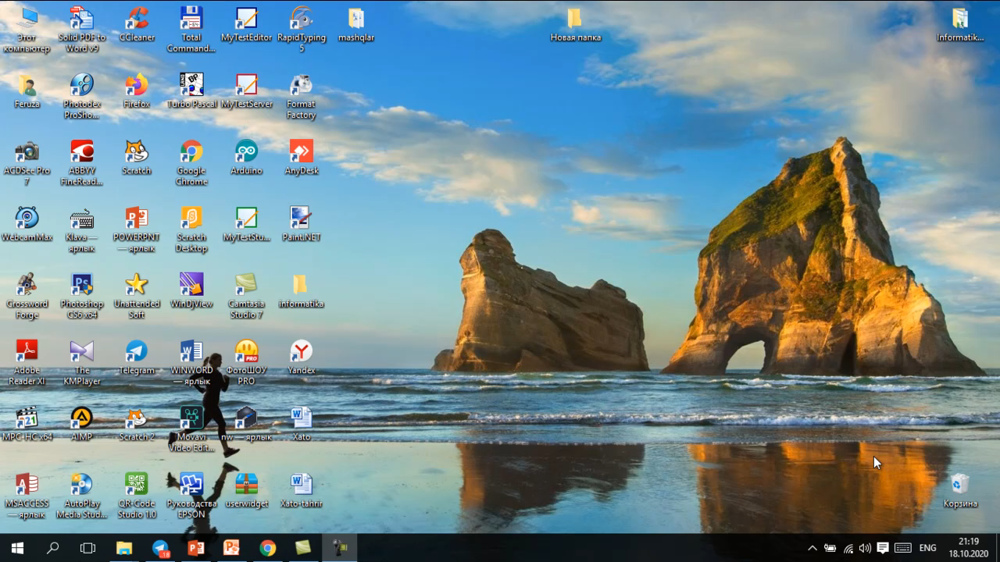 Этот
компьютер
Solid PDF to
Word v9
CCleaner
Total
Command...
MyTestEditor
RapidTyping
5
mashqlar
Новая папка
Informatik...
Feruza
Photodex
ProSho...
Firefox
Turbo Pascal
MyTestServer
Format
Factory
ACDSee Pro
7
ABBYY
FineRead...
Scratch
Google
Chrome
Arduino
AnyDesk
WebcamMax
Klava —
ярлык
POWERPNT
— ярлык
Scratch
Desktop
MyTestStu...
Paint.NET
Crossword
Forge
Photoshop
CS6 x64
Unattended
Soft
WinDjView
Camtasia
Studio 7
informatika
Adobe
Reader XI
The
KMPlayer
Telegram
WINWORD
— ярлык
ФотоШОУ
PRO
Yandex
MPC-HC x64
AIMP
Scratch 2
Movavi
Video Edit...
nw — ярлык
Xato
MSACCESS
— ярлык
AutoPlay
Media Stud...
QR-Code
Studio 1.0
Руководства
EPSON
userwidget
Xato-tahrir
Корзина
ENG
21:19
18.10.2020